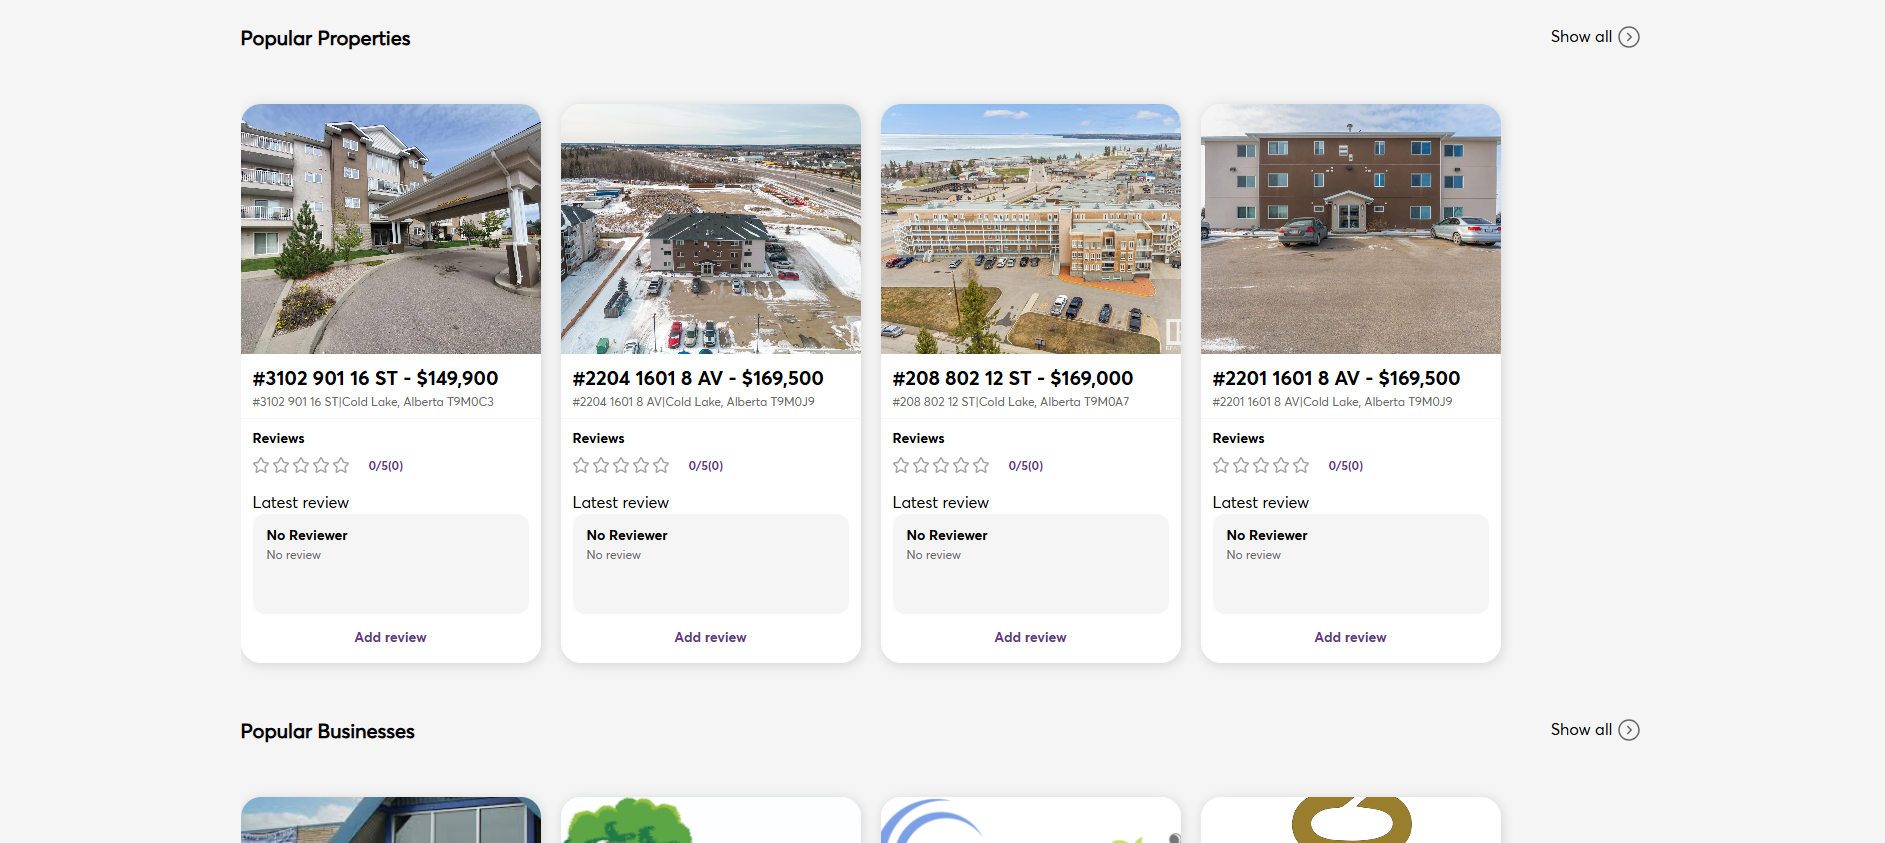 Popular Properties
Show all
#3102 901 16 ST - $149,900
#3102 901 16 ST|Cold Lake, Alberta T9M0C3
Reviews
0/5(0)
Latest review
No Reviewer
No review
Add review
#2204 1601 8 AV - $169,500
#2204 1601 8 AV|Cold Lake, Alberta T9M0J9
Reviews
0/5(0)
Latest review
No Reviewer
No review
Add review
#208 802 12 ST - $169,000
#208 802 12 ST|Cold Lake, Alberta T9M0A7
Reviews
0/5(0)
Latest review
No Reviewer
No review
Add review
#2201 1601 8 AV - $169,500
#2201 1601 8 AV|Cold Lake, Alberta T9M0J9
Reviews
0/5(0)
Latest review
No Reviewer
No review
Add review
Popular Businesses
Show all